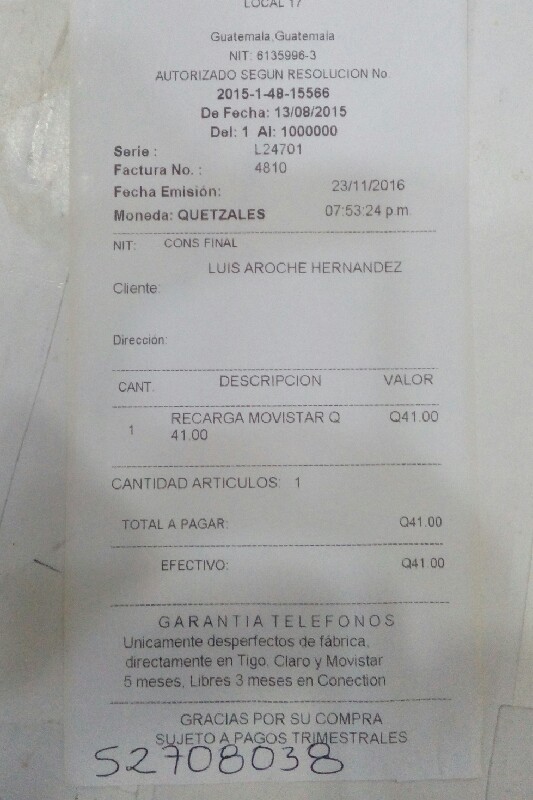 LOCAL 17
Guatemala,Guatemala
NIT: 6135996-3
AUTORIZADO SEGUN RESOLUCION No.
2015-1-48-15566
De Fecha: 13/08/2015
Del: 1 Al: 1000000
Serie : L24701
Factura No. : 4810
Fecha Emisión: 23/11/2016
Moneda: QUETZALES 07:53:24 p.m.
NIT: CONS FINAL
LUIS AROCHE HERNANDEZ
Cliente:
Dirección:
CANT. DESCRIPCION VALOR
1 RECARGA MOVISTAR Q Q41.00
41.00
CANTIDAD ARTICULOS: 1
TOTAL A PAGAR: Q41.00
EFECTIVO: Q41.00
GARANTIA TELEFONOS
Unicamente desperfectos de fábrica,
directamente en Tigo, Claro y Movistar
5 meses, Libres 3 meses en Conection
GRACIAS POR SU COMPRA
SUJETO A PAGOS TRIMESTRALES
52708038